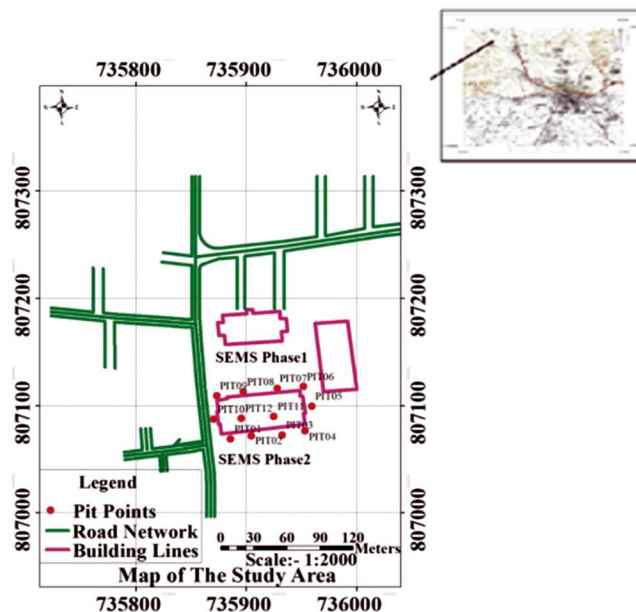 735800 735900 736000
807300 807300
807200 807200
SEMS Phase1
PIT09 PIT08 PIT07 PIT06
PIT05
807100 807100
PIT10 PIT12 PIT11
PIT01 PIT02 PIT03 PIT04
SEMS Phase2
Legend
Pit Points
Road Network
Building Lines
807000 807000
0 10 30 60 90 120
Meters
Scale:- 1:2000
Map of The Study Area
735800 735900 736000